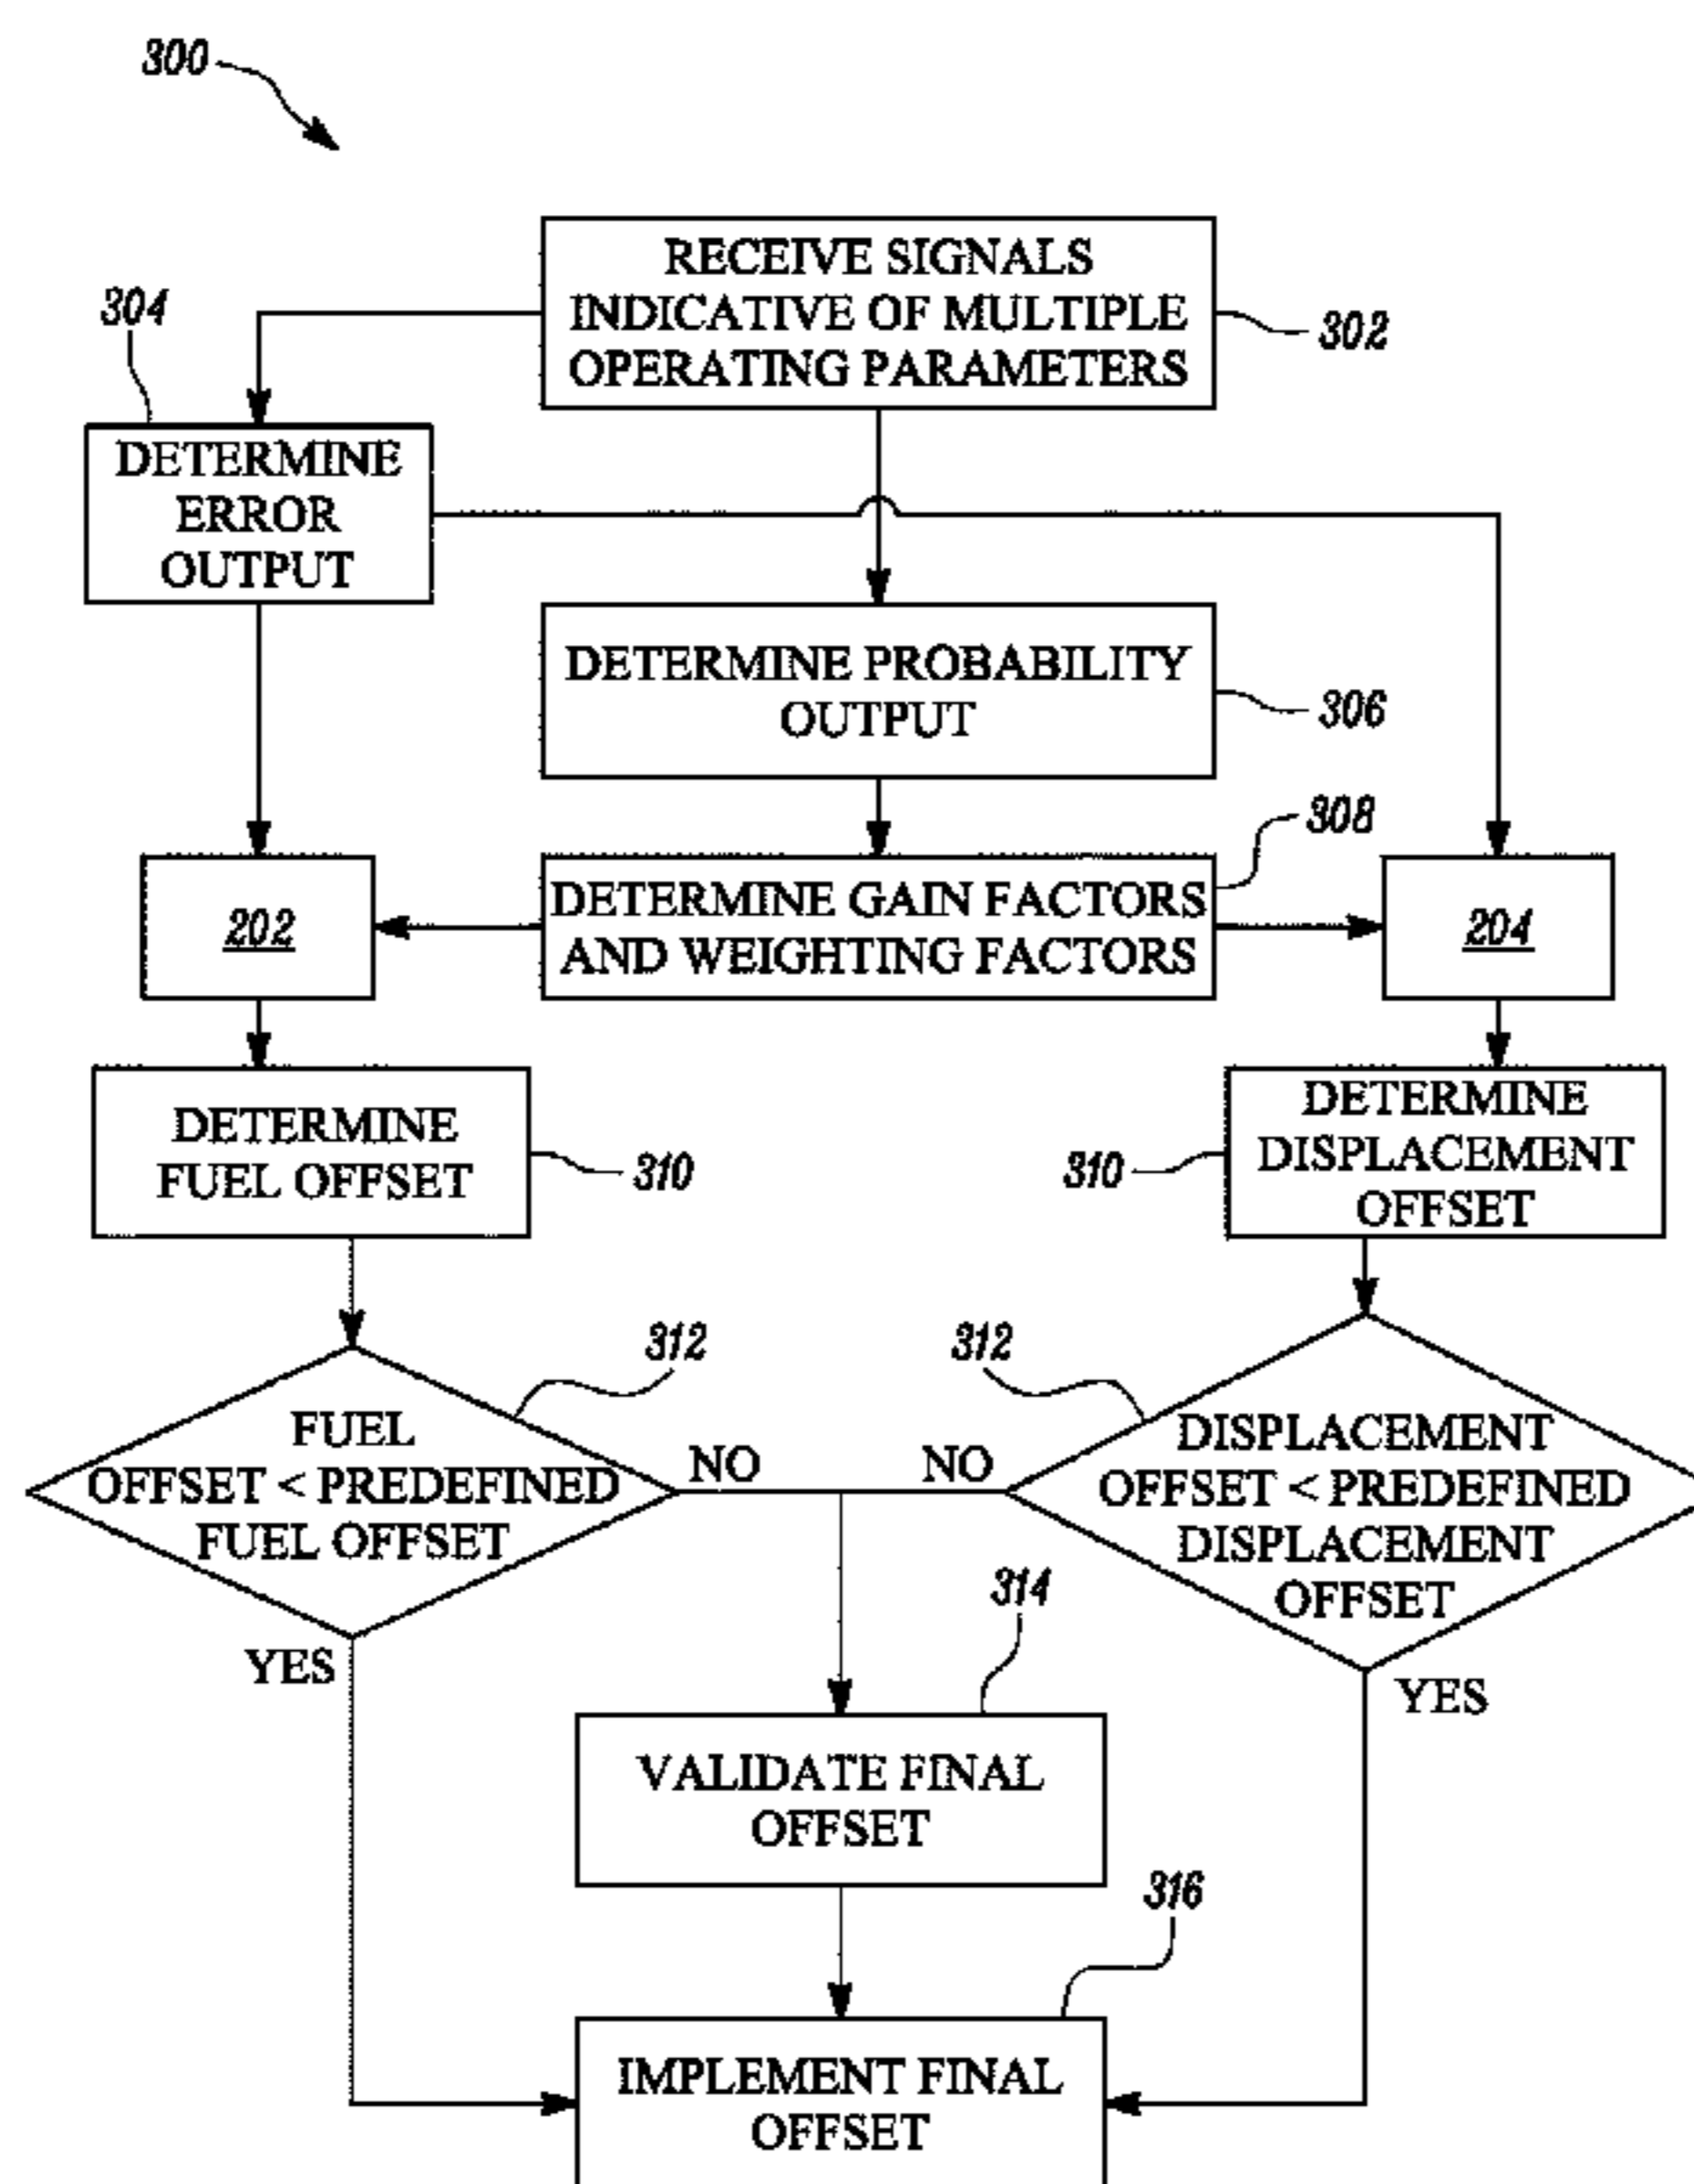 300
RECEIVE SIGNALS
INDICATIVE OF MULTIPLE
OPERATING PARAMETERS
302
304
DETERMINE
ERROR
OUTPUT
DETERMINE PROBABILITY
OUTPUT
306
308
202
DETERMINE GAIN FACTORS
AND WEIGHTING FACTORS
204
DETERMINE
FUEL OFFSET
310
310
DETERMINE
DISPLACEMENT
OFFSET
312
312
FUEL
OFFSET < PREDEFINED
FUEL OFFSET
NO
NO
DISPLACEMENT
OFFSET < PREDEFINED
DISPLACEMENT
OFFSET
YES
YES
314
VALIDATE FINAL
OFFSET
316
IMPLEMENT FINAL
OFFSET